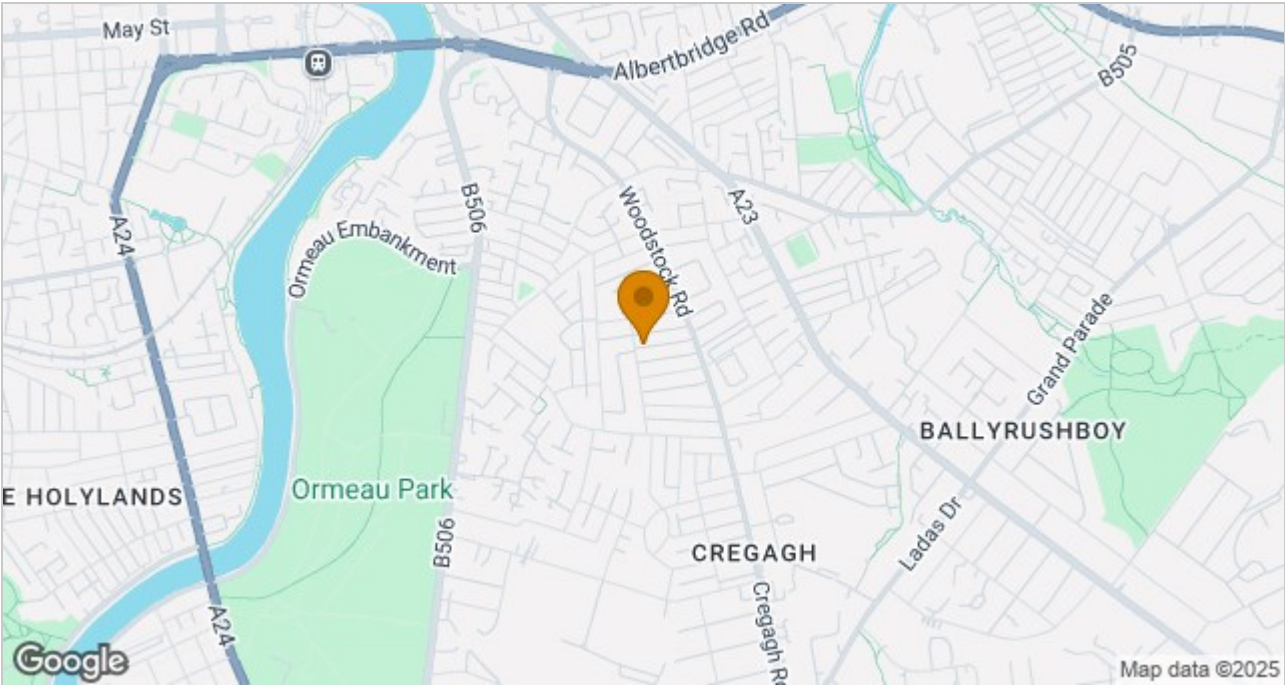 May St
Albertbridge Rd
B505
B506
A24
Ormeau Embankment
Woodstock Rd
A23
Grand Parade
BALLYRUSHBOY
E HOLYLANDS
Ormeau Park
B506
Ladas Dr
CREGAGH
Cregagh Ro
A24
Google
Map data ©2025